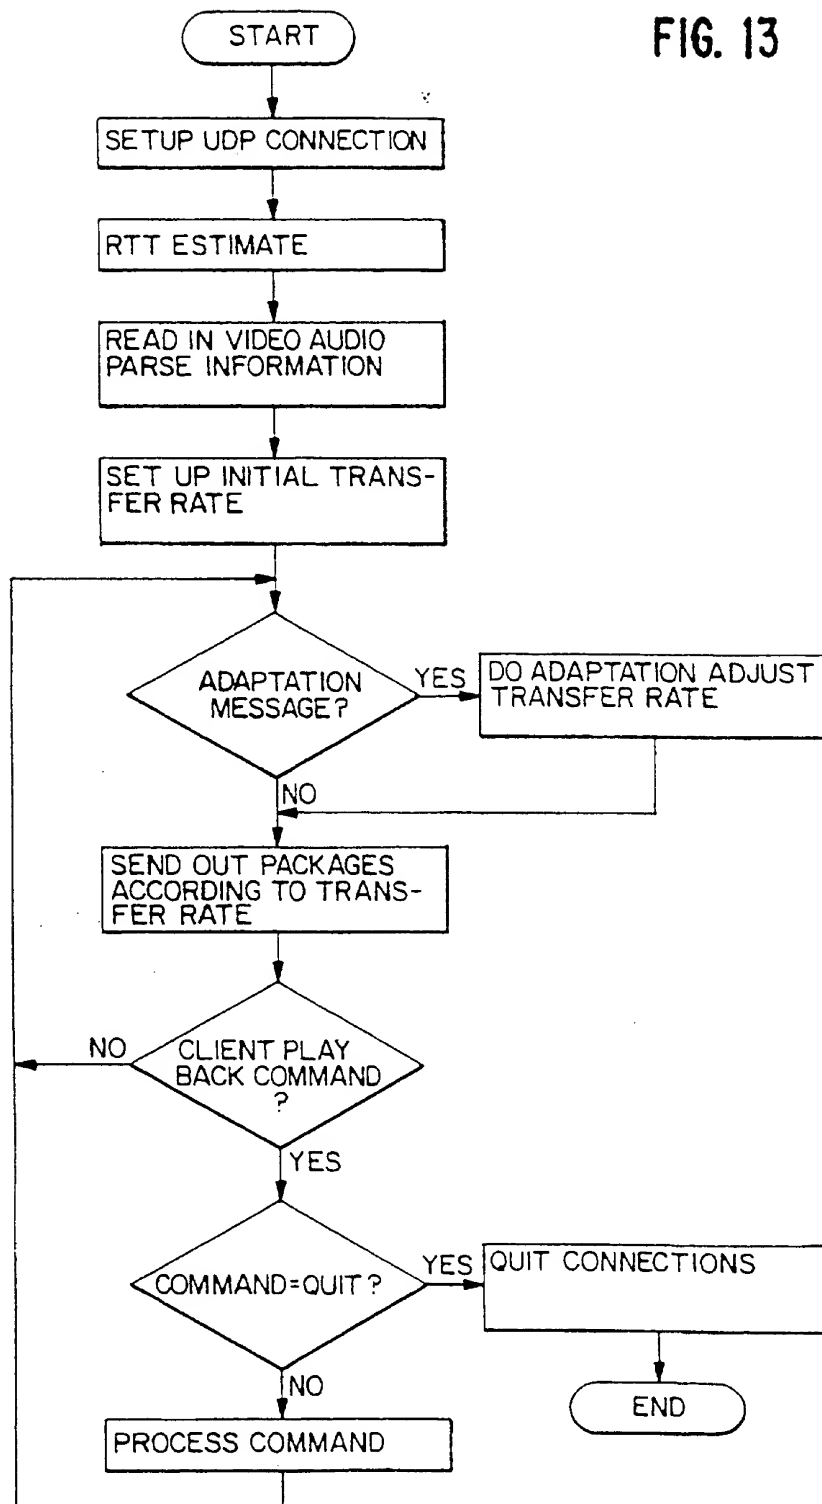 START
FIG. 13
SETUP UDP CONNECTION
RTT ESTIMATE
READ IN VIDEO AUDIO
PARSE INFORMATION
SET UP INITIAL TRANS-
FER RATE
ADAPTATION
MESSAGE?
YES
DO ADAPTATION ADJUST
TRANSFER RATE
NO
SEND OUT PACKAGES
ACCORDING TO TRANS-
FER RATE
NO
CLIENT PLAY
BACK COMMAND
?
YES
COMMAND=QUIT?
YES
QUIT CONNECTIONS
NO
END
PROCESS COMMAND